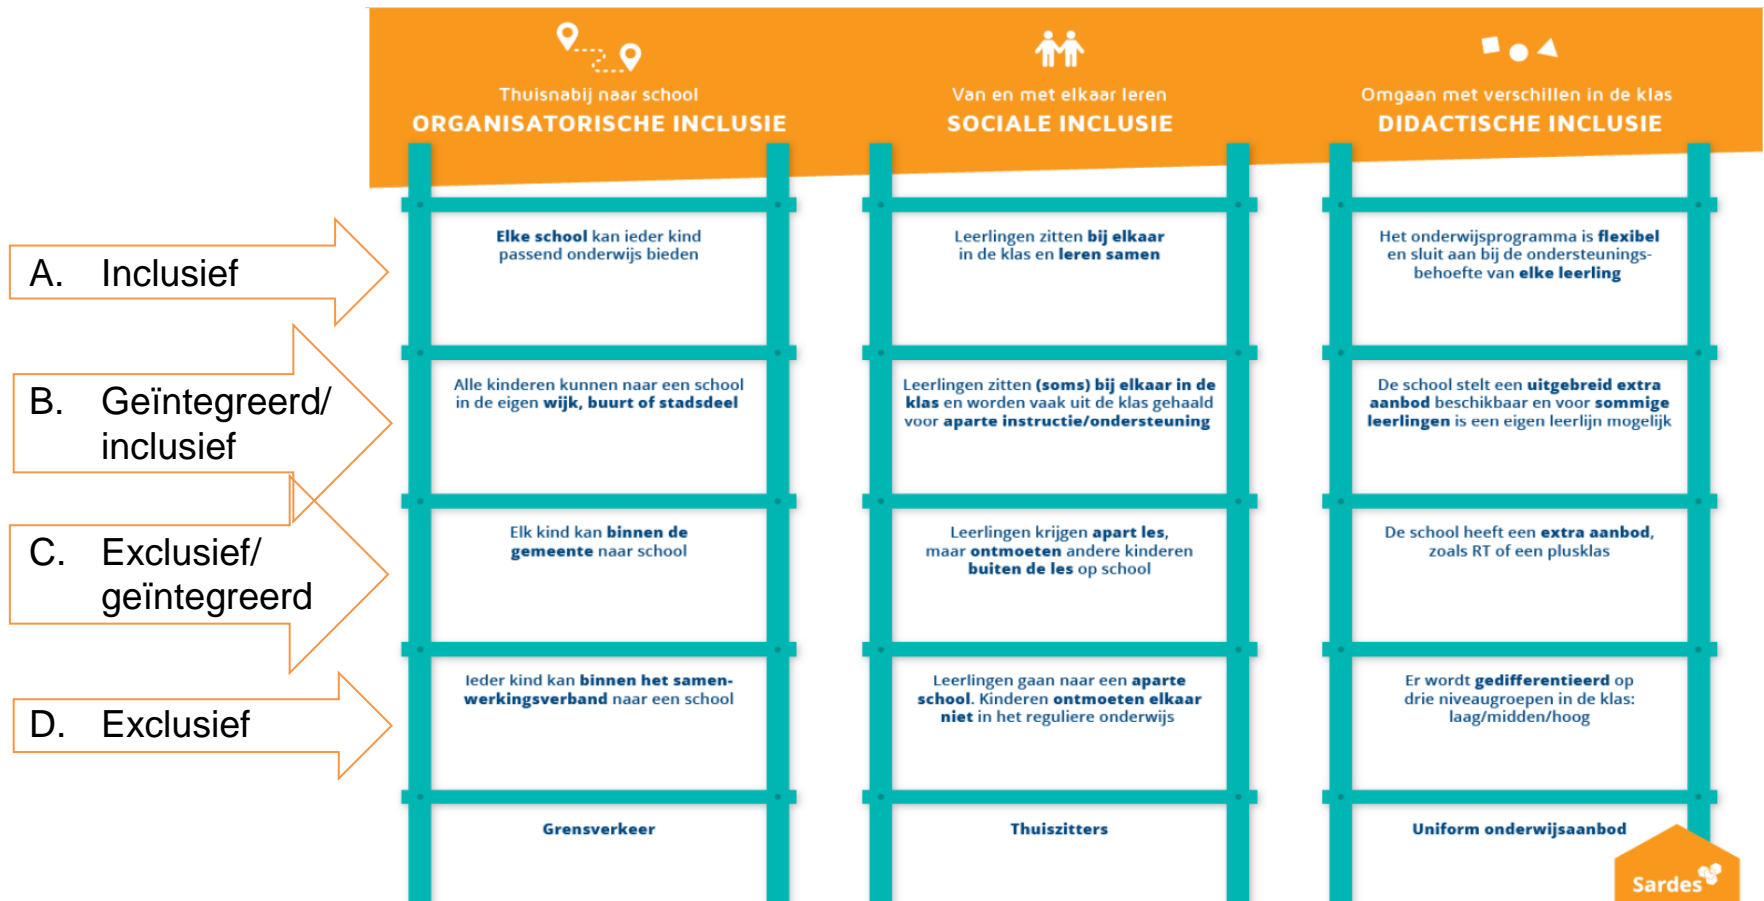 Thuisnabij naar school
ORGANISATORISCHE INCLUSIE
Van en met elkaar leren
SOCIALE INCLUSIE
Omgaan met verschillen in de klas
DIDACTISCHE INCLUSIE
A. Inclusief
Elke school kan ieder kind
passend onderwijs bieden
Leerlingen zitten bij elkaar
in de klas en leren samen
Het onderwijsprogramma is flexibel
en sluit aan bij de ondersteunings-
behoefte van elke leerling
B. Geïntegreerd/
inclusief
Alle kinderen kunnen naar een school
in de eigen wijk, buurt of stadsdeel
Leerlingen zitten (soms) bij elkaar in de
klas en worden vaak uit de klas gehaald
voor aparte instructie/ondersteuning
De school stelt een uitgebreid extra
aanbod beschikbaar en voor sommige
leerlingen is een eigen leerlijn mogelijk
C. Exclusief/
geïntegreerd
Elk kind kan binnen de
gemeente naar school
Leerlingen krijgen apart les,
maar ontmoeten andere kinderen
buiten de les op school
De school heeft een extra aanbod,
zoals RT of een plusklas
D. Exclusief
Ieder kind kan binnen het samen-
werkingsverband naar een school
Leerlingen gaan naar een aparte
school. Kinderen ontmoeten elkaar
niet in het reguliere onderwijs
Er wordt gedifferentieerd op
drie niveaugroepen in de klas:
laag/midden/hoog
Grensverkeer
Thuiszitters
Uniform onderwijsaanbod
Sardes